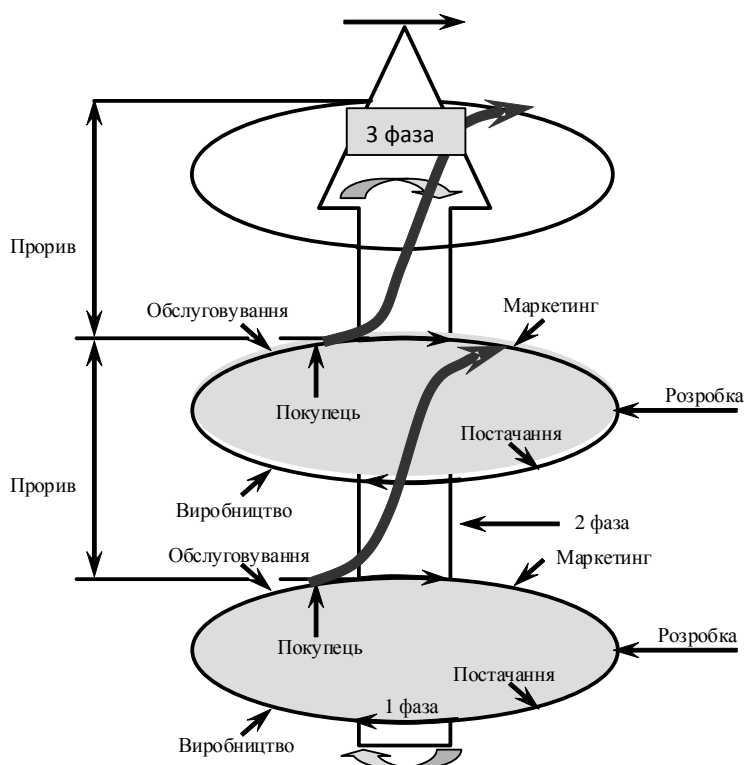 3 фаза
Прорив
Обслуговування
Маркетинг
Покупець
Розробка
Постачання
Прорив
Виробництво
2 фаза
Обслуговування
Маркетинг
Розробка
Покупець
Постачання
1 фаза
Виробництво